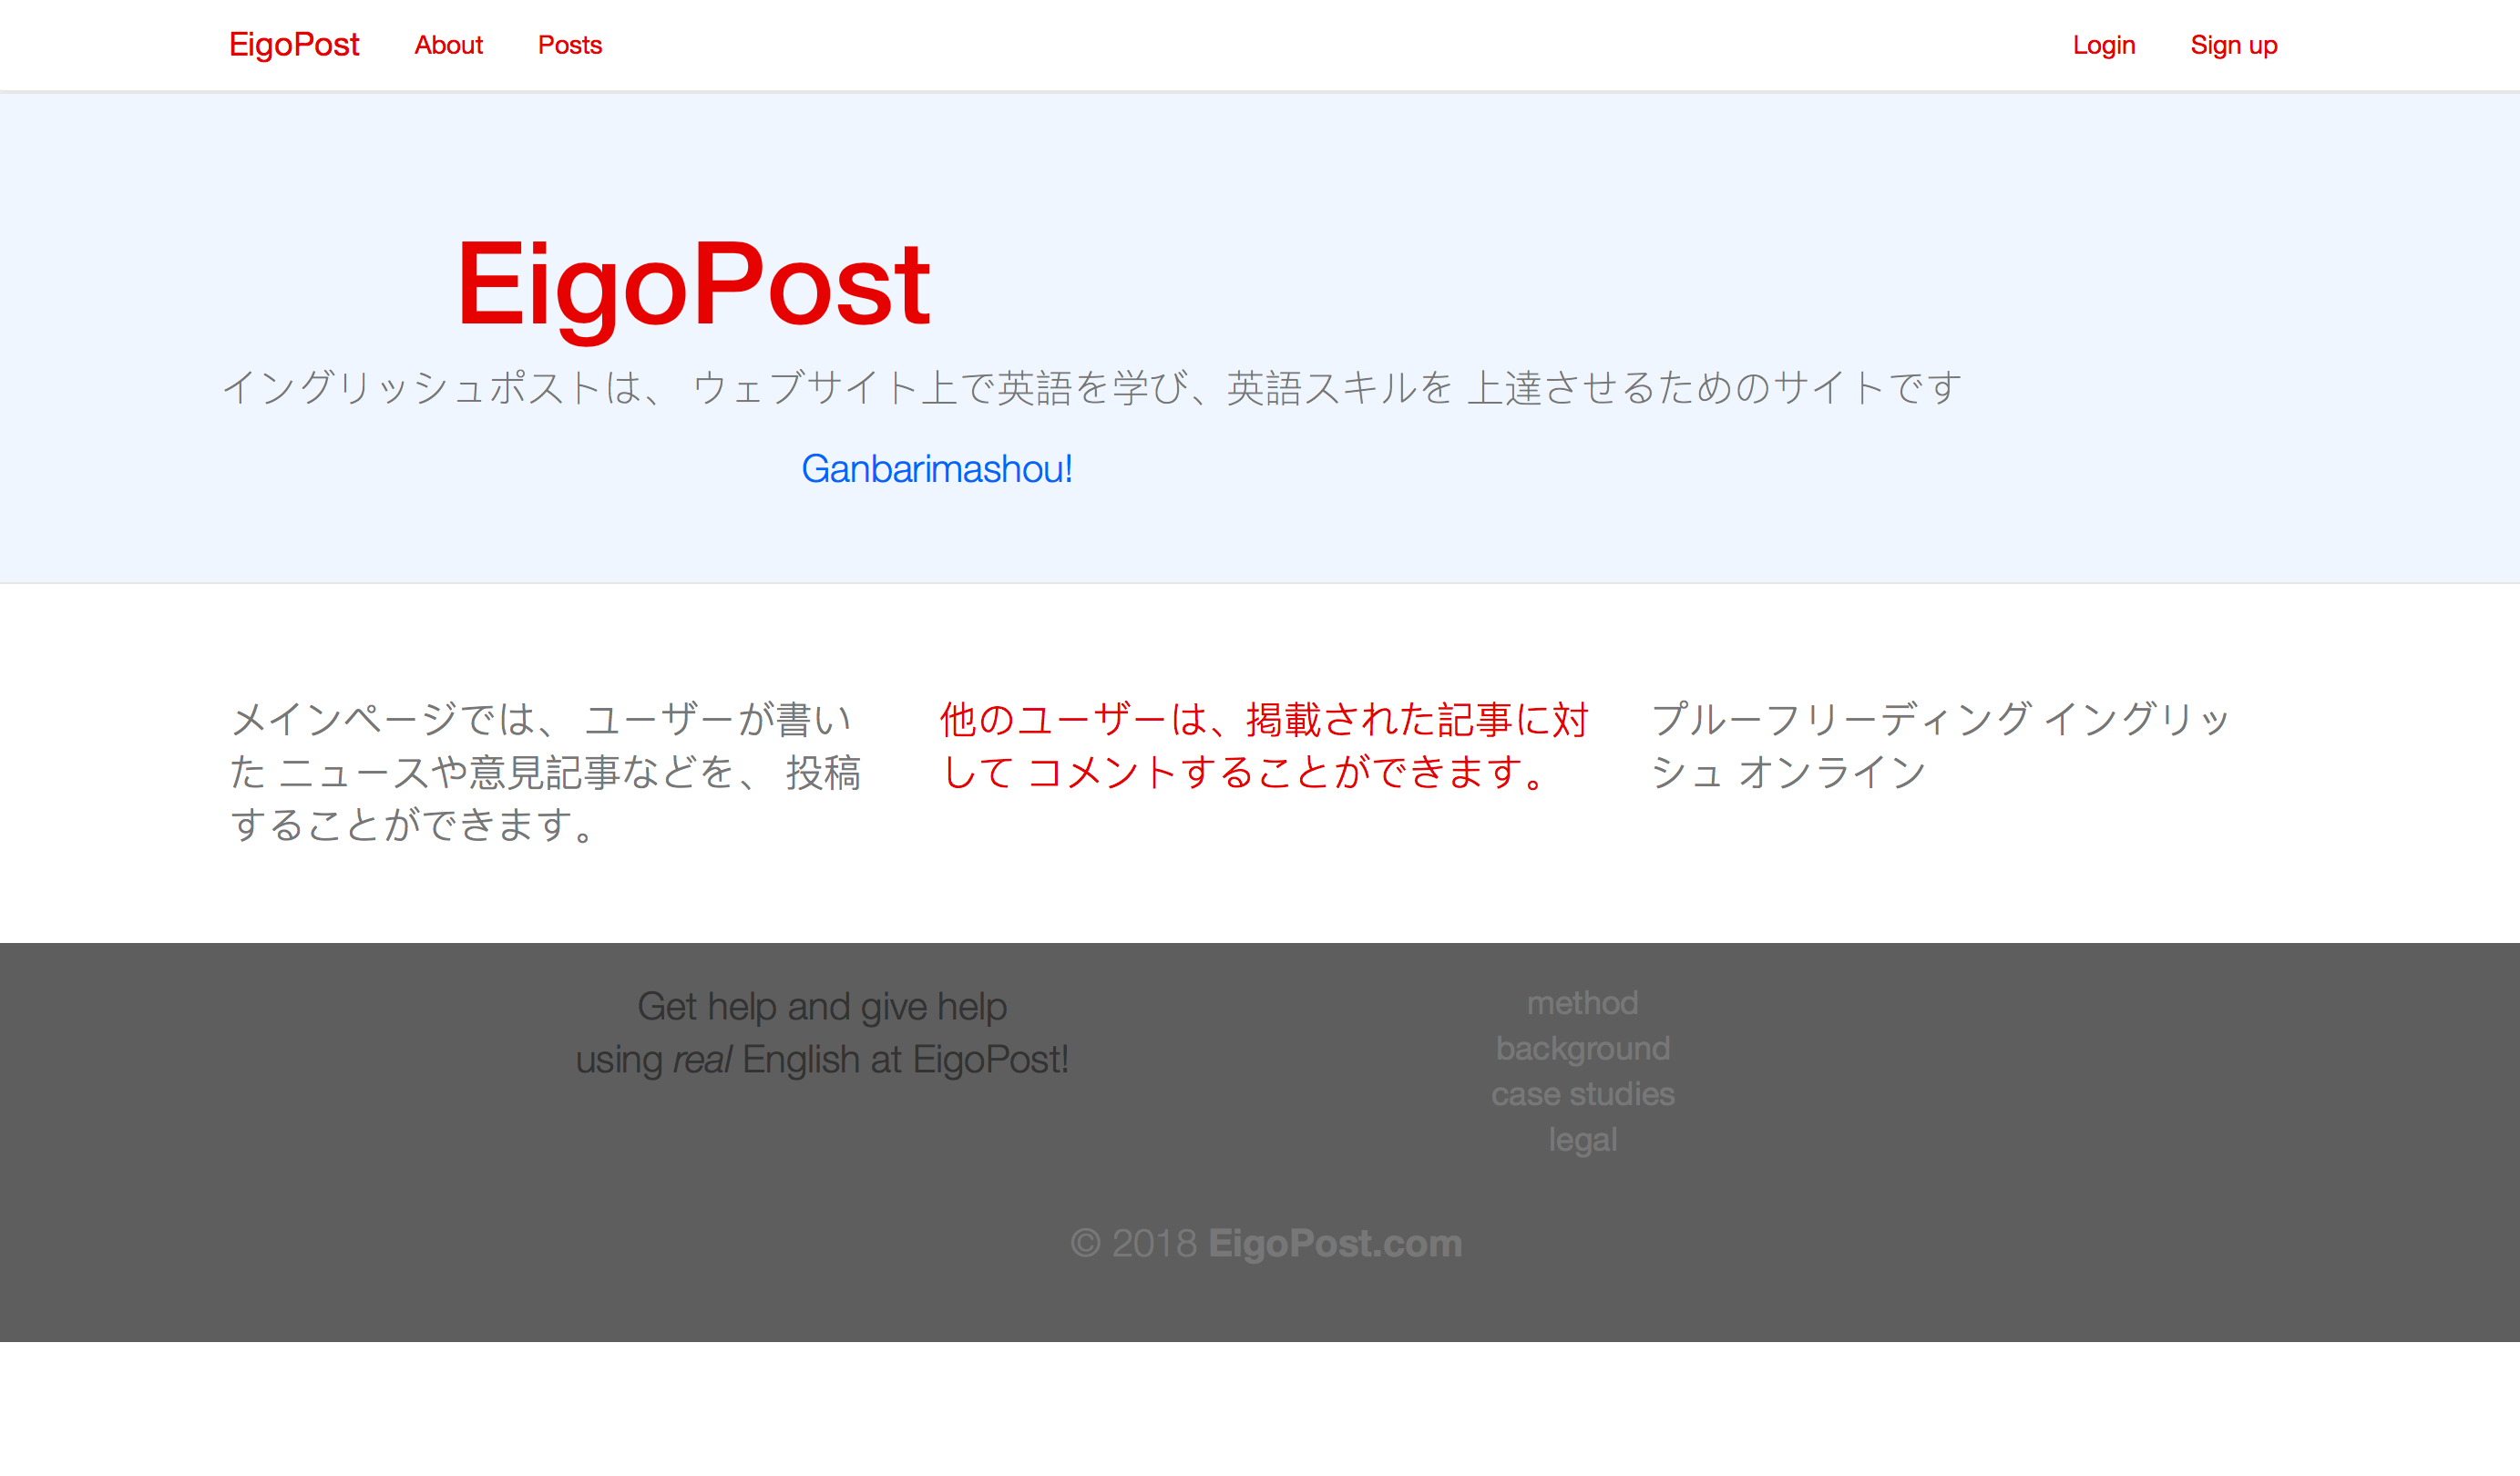 EigoPost About Posts Login Sign up
EigoPost
イングリッシュポストは、 ウェブサイト上で英語を学び、英語スキルを 上達させるためのサイトです
Ganbarimashou!
メインページでは、 ユーザーが書い
た ニュースや意見記事などを、 投稿
することができます。
他のユーザーは、掲載された記事に対
して コメントすることができます。
プルーフリーディング イングリッ
シュ オンライン
Get help and give help
using real English at EigoPost!
method
background
case studies
legal
© 2018 EigoPost.com